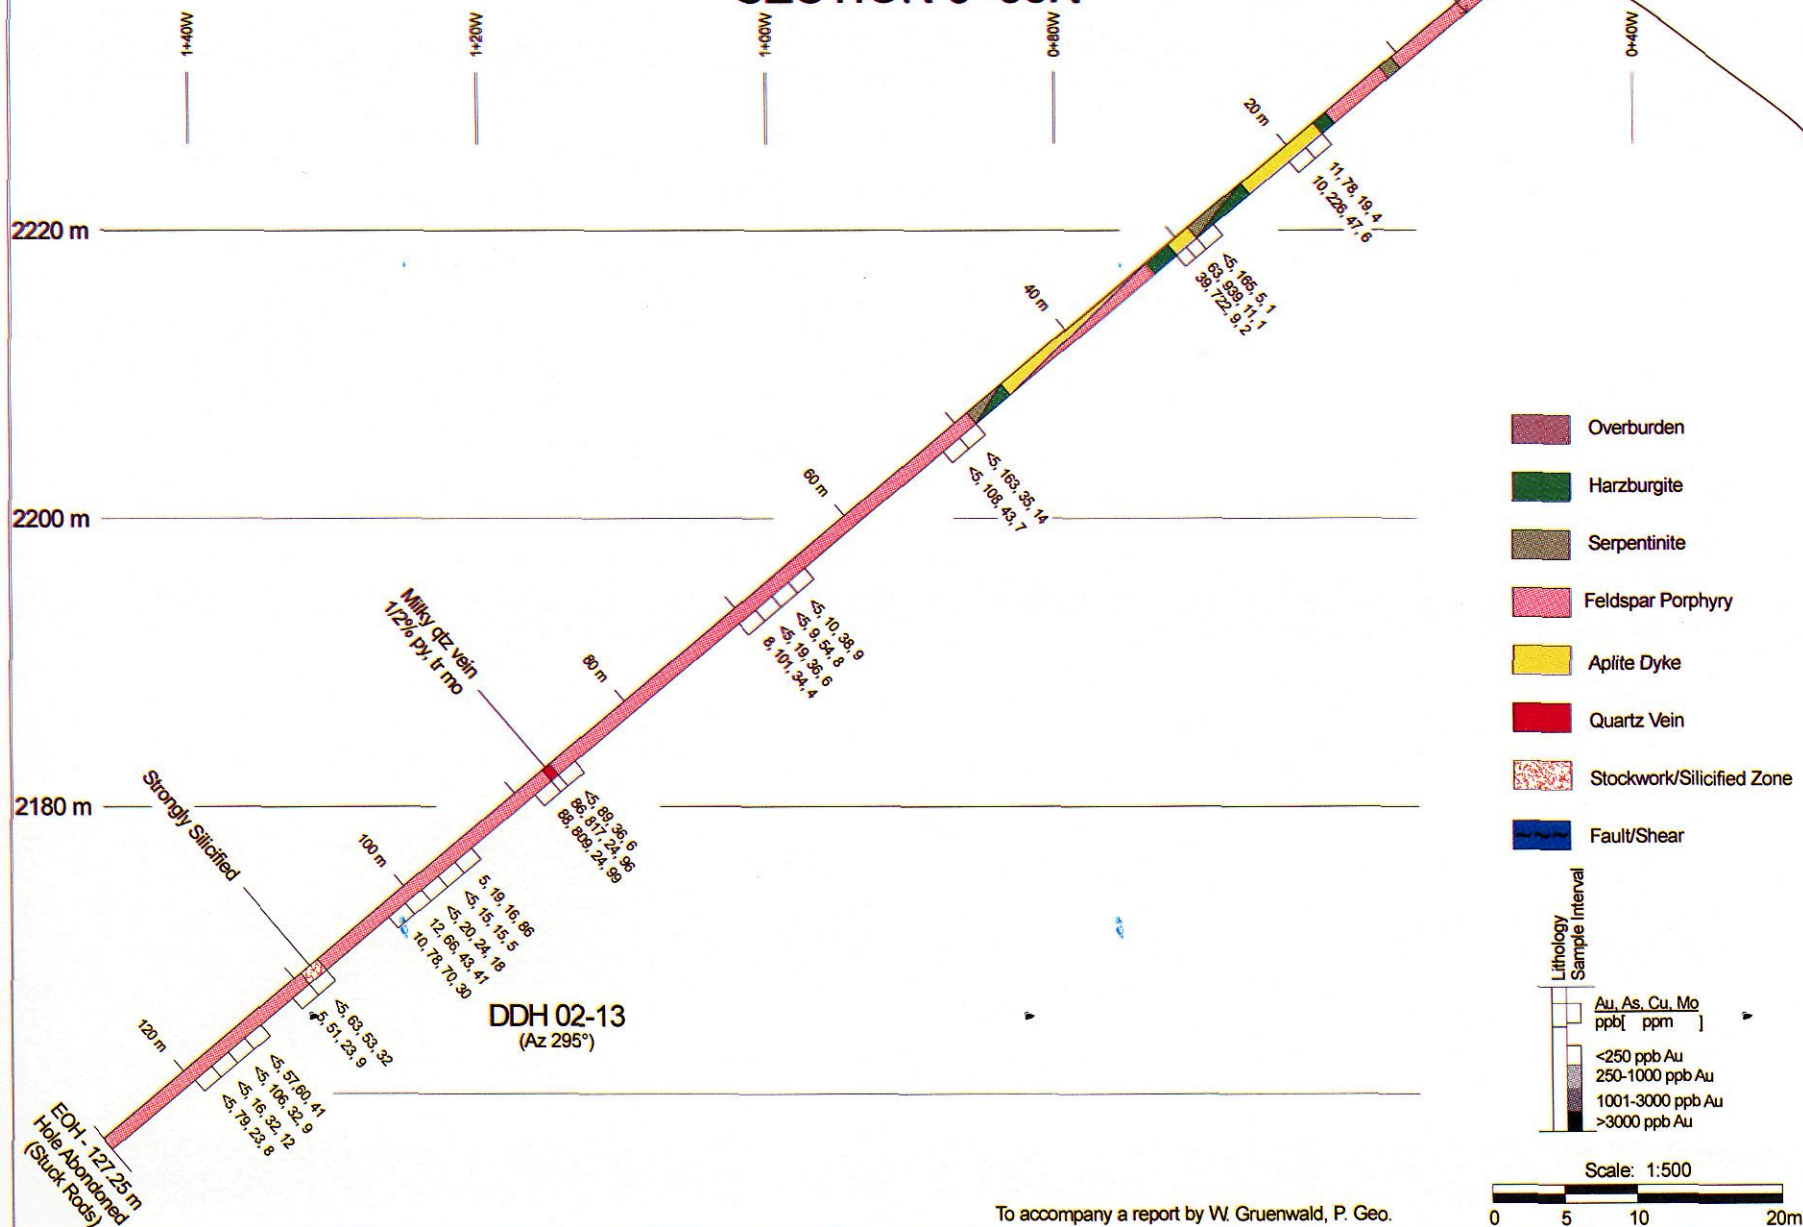 1+40W
1+20W
1+00W
0+80W
0+40W
20 m
11, 78, 19, 4
10, 226, 47, 6
2220 m
<5, 165, 5, 1
63, 939, 11, 1
39, 722, 9, 2
40 m
<5, 163, 35, 14
<5, 108, 43, 7
60 m
2200 m
<5, 10, 38, 9
<5, 9, 54, 8
<5, 19, 36, 6
8, 101, 34, 4
Milky qtz vein
1/2% py, tr mo
80 m
<5, 89, 36, 6
86, 817, 24, 96
88, 809, 24, 99
2180 m
Strongly Silicified
100 m
5, 19, 16, 86
<5, 15, 15, 5
<5, 20, 24, 18
12, 66, 43, 41
10, 78, 70, 30
<5, 63, 53, 32
5, 51, 23, 9
DDH 02-13
(Az 295°)
120 m
<5, 57, 60, 41
<5, 106, 32, 9
<5, 16, 32, 12
<5, 79, 23, 8
EOH - 127.25 m
Hole Abondoned
(Stuck Rods)
Overburden
Harzburgite
Serpentinite
Feldspar Porphyry
Aplite Dyke
Quartz Vein
Stockwork/Silicified Zone
Fault/Shear
Lithology
Sample Interval
Au, As, Cu, Mo
ppb[ ppm ]
<250 ppb Au
250-1000 ppb Au
1001-3000 ppb Au
>3000 ppb Au
Scale: 1:500
0 5 10 20m
To accompany a report by W. Gruenwald, P. Geo.